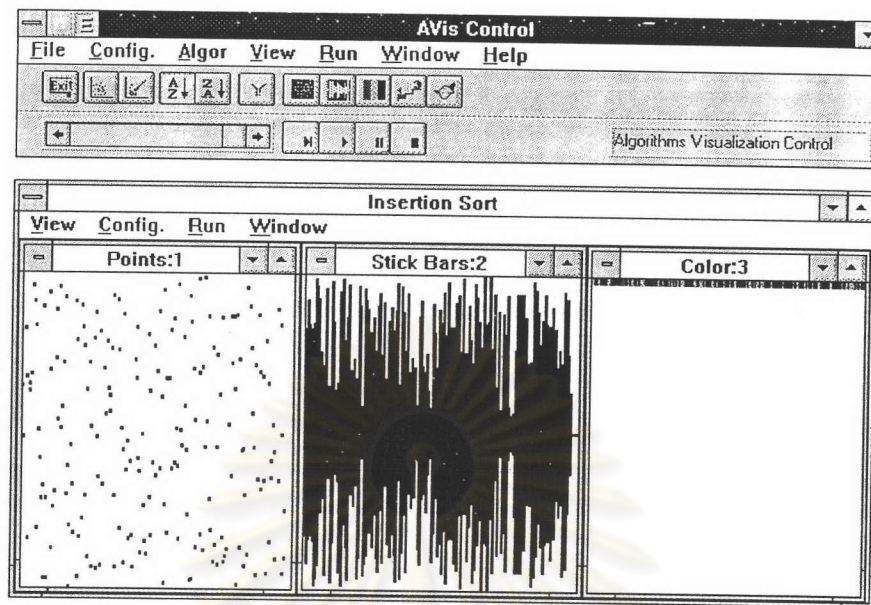 AVis Control
File Config. Algor View Run Window Help
Exit A Z Z A
Algorithms Visualization Control
Insertion Sort
View Config. Run Window
Points:1 Stick Bars:2 Color:3